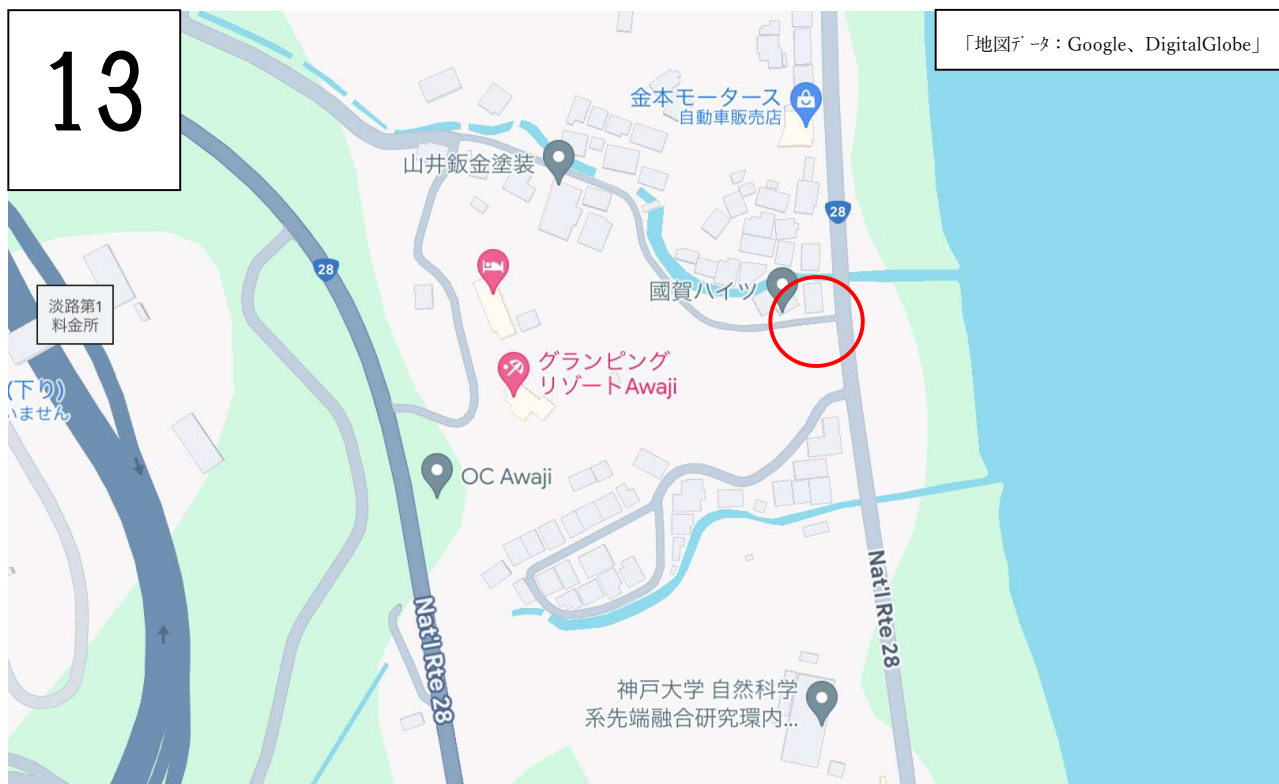 13
「地図ﾃﾞｰﾀ：Google、DigitalGlobe」
金本モータース
自動車販売店
山井鈑金塗装
28
28
國賀ハイツ
淡路第1
料金所
グランピング
リゾートAwaji
(下り)
いません
OC Awaji
Nat'l Rte 28
Nat'l Rte 28
神戸大学 自然科学
系先端融合研究環内...